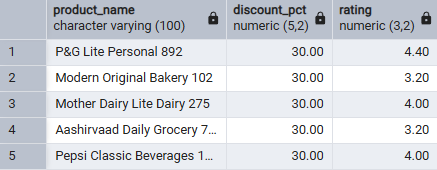 product_name discount_pct rating
character varying (100) numeric (5,2) numeric (3,2)
1 P&G Lite Personal 892 30.00 4.40
2 Modern Original Bakery 102 30.00 3.20
3 Mother Dairy Lite Dairy 275 30.00 4.00
4 Aashirvaad Daily Grocery 7... 30.00 3.20
5 Pepsi Classic Beverages 1... 30.00 4.00